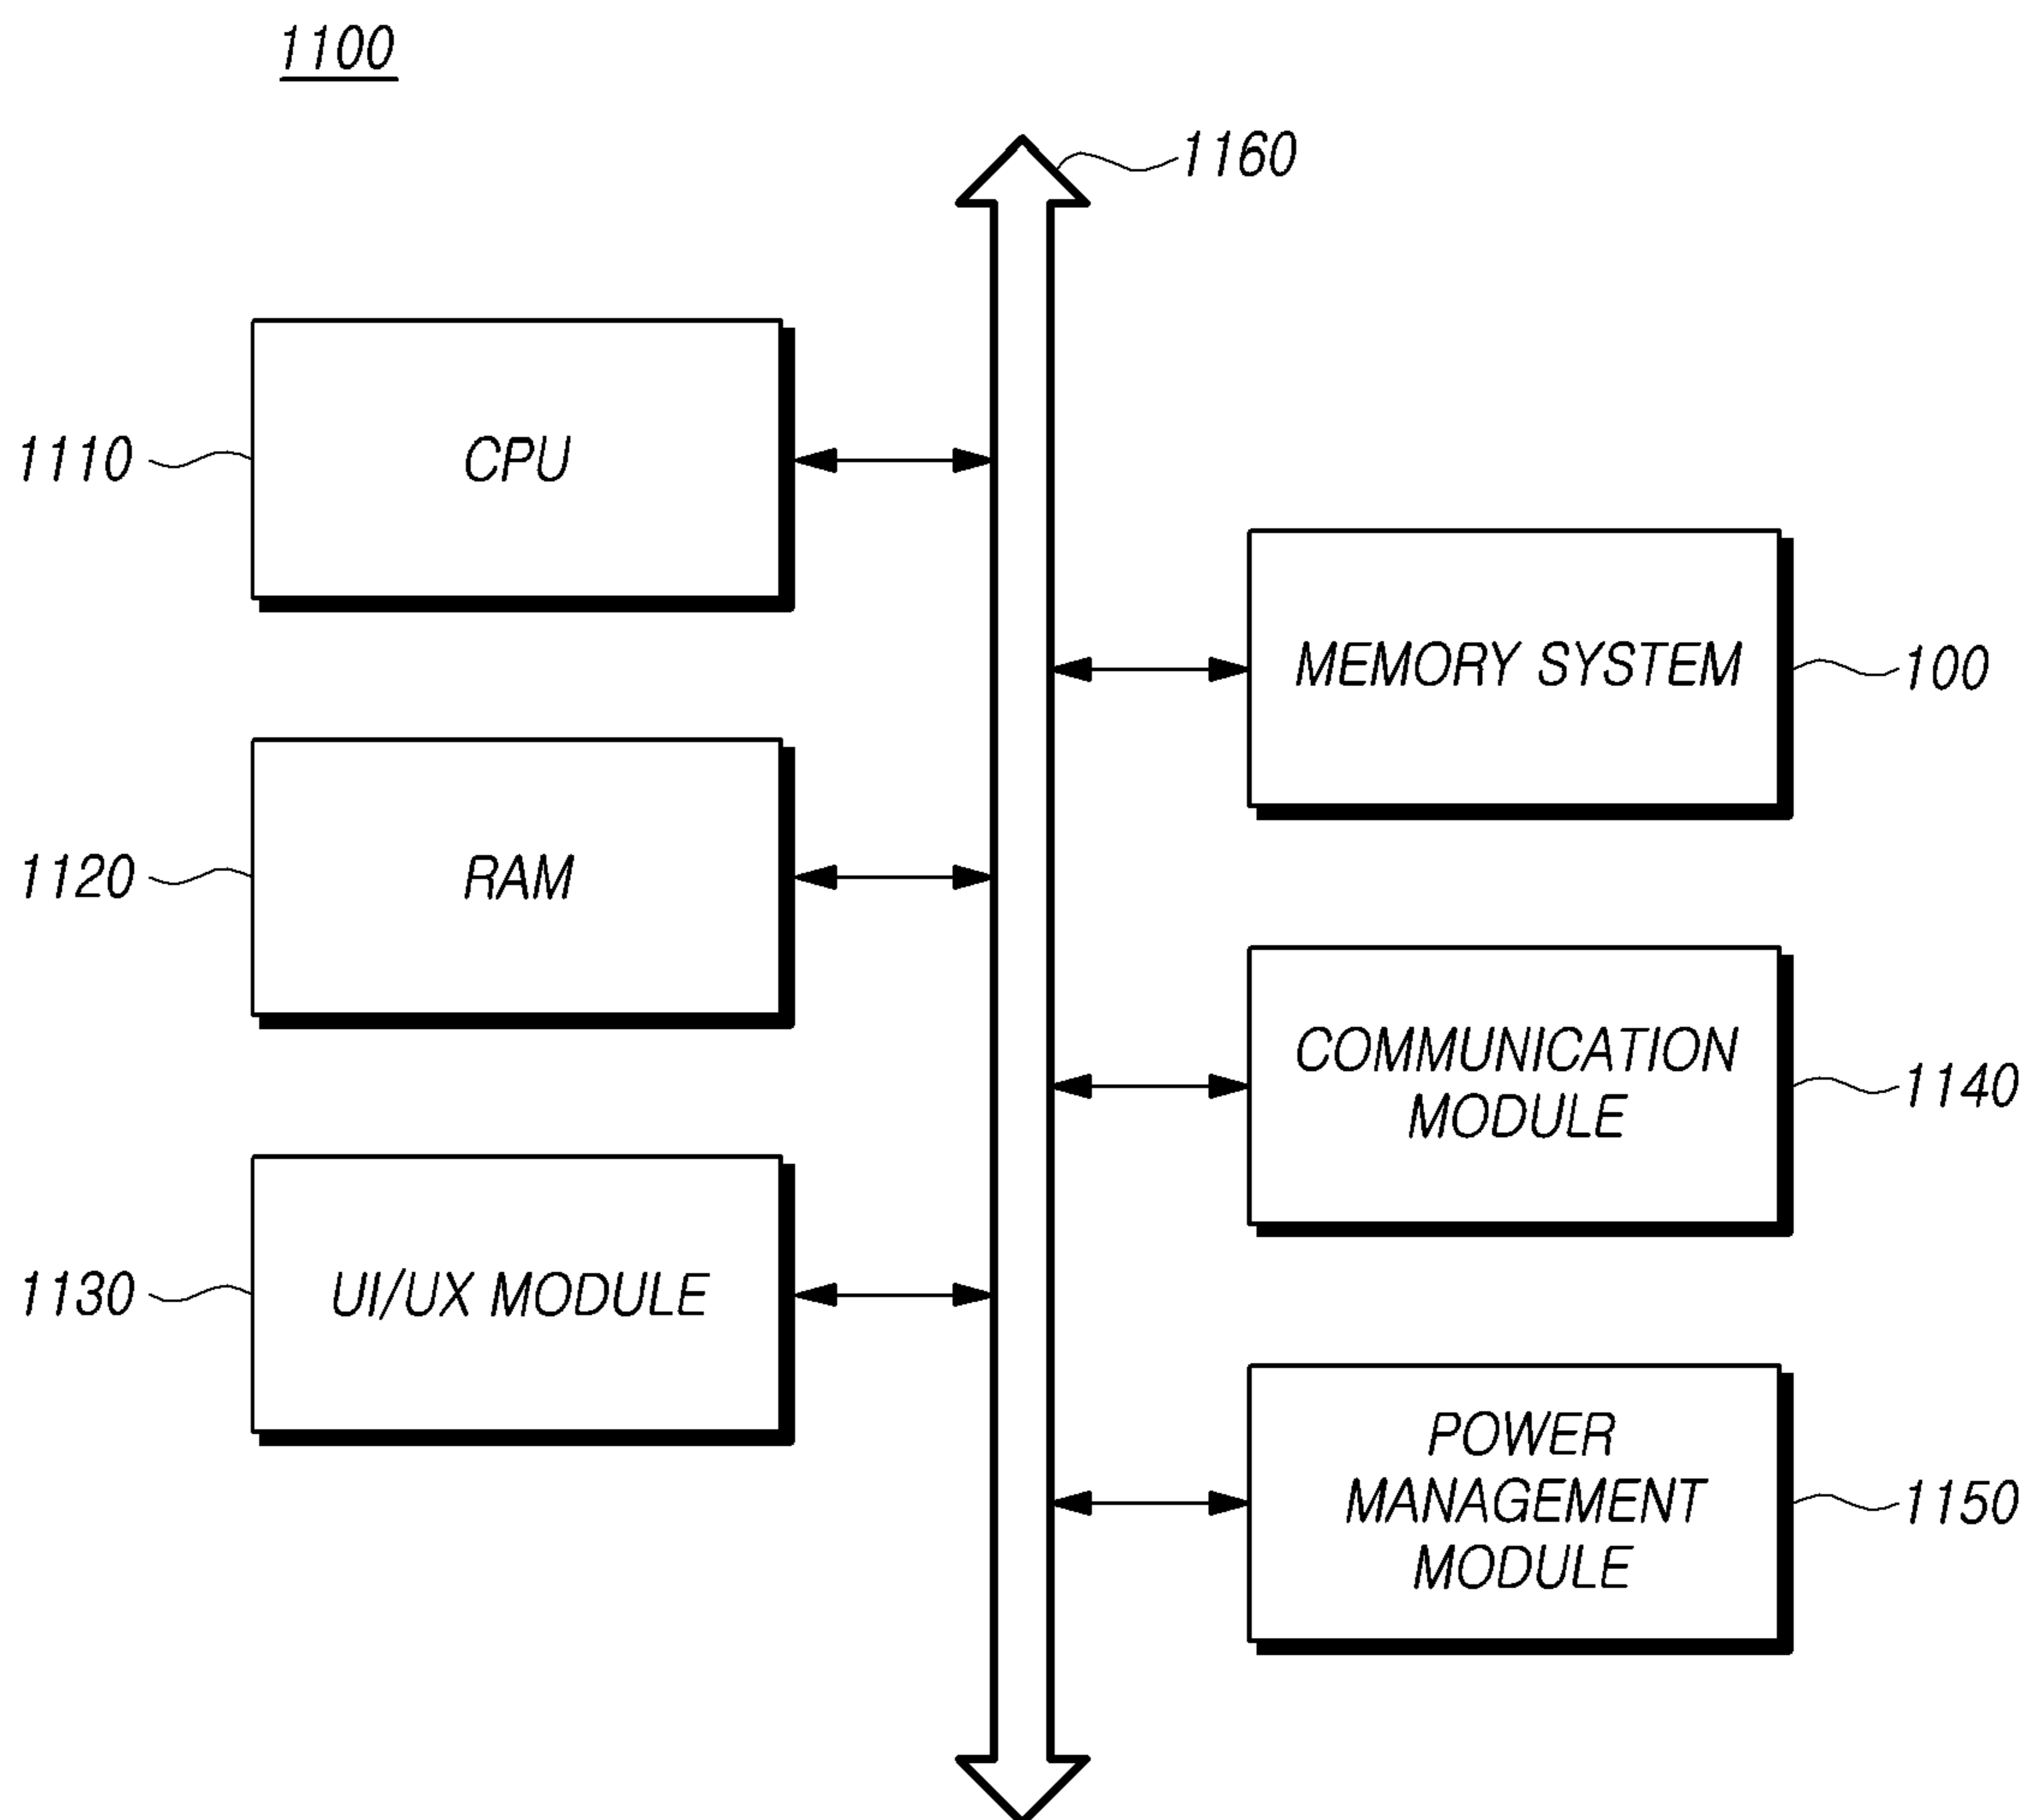 1100
1160
1110
CPU
MEMORY SYSTEM
100
1120
RAM
COMMUNICATION
MODULE
1140
1130
UI/UX MODULE
POWER
MANAGEMENT
MODULE
1150